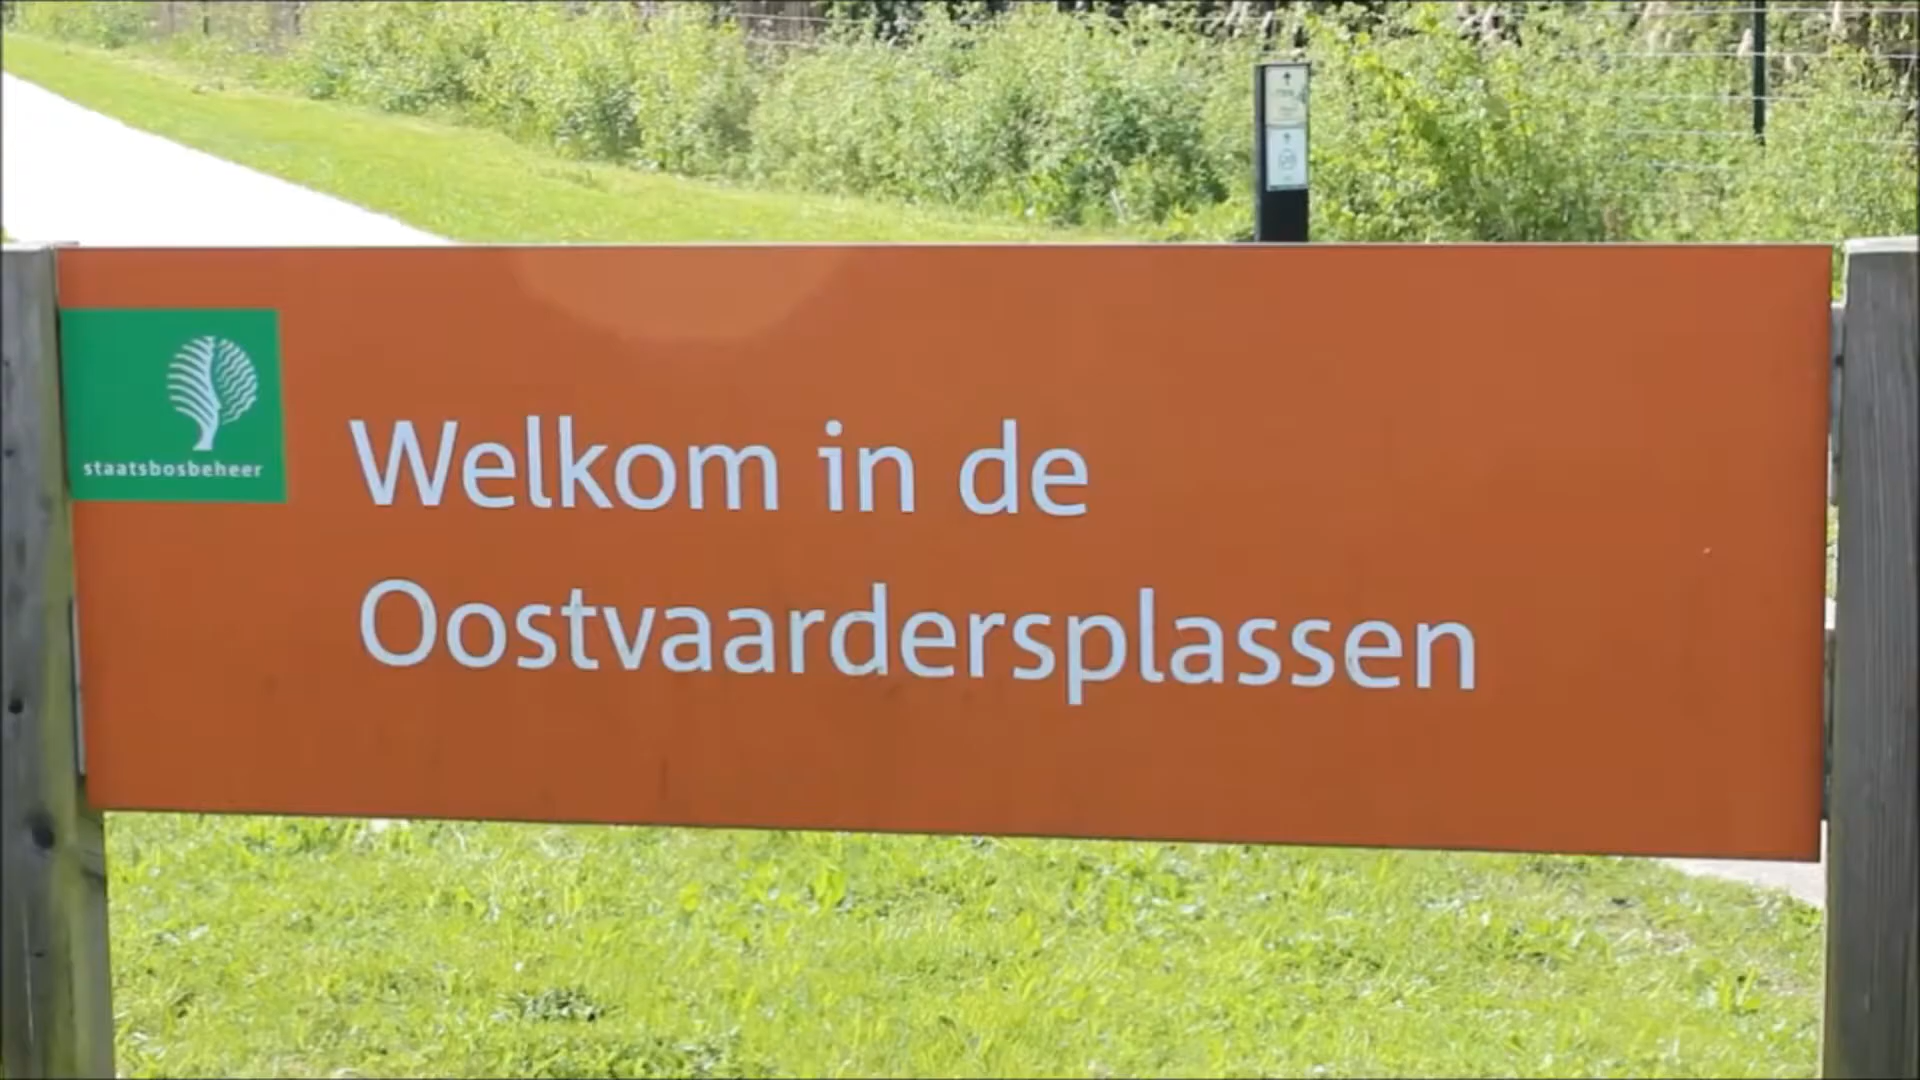 staatsbosbeheer
Welkom in de
Oostvaardersplassen